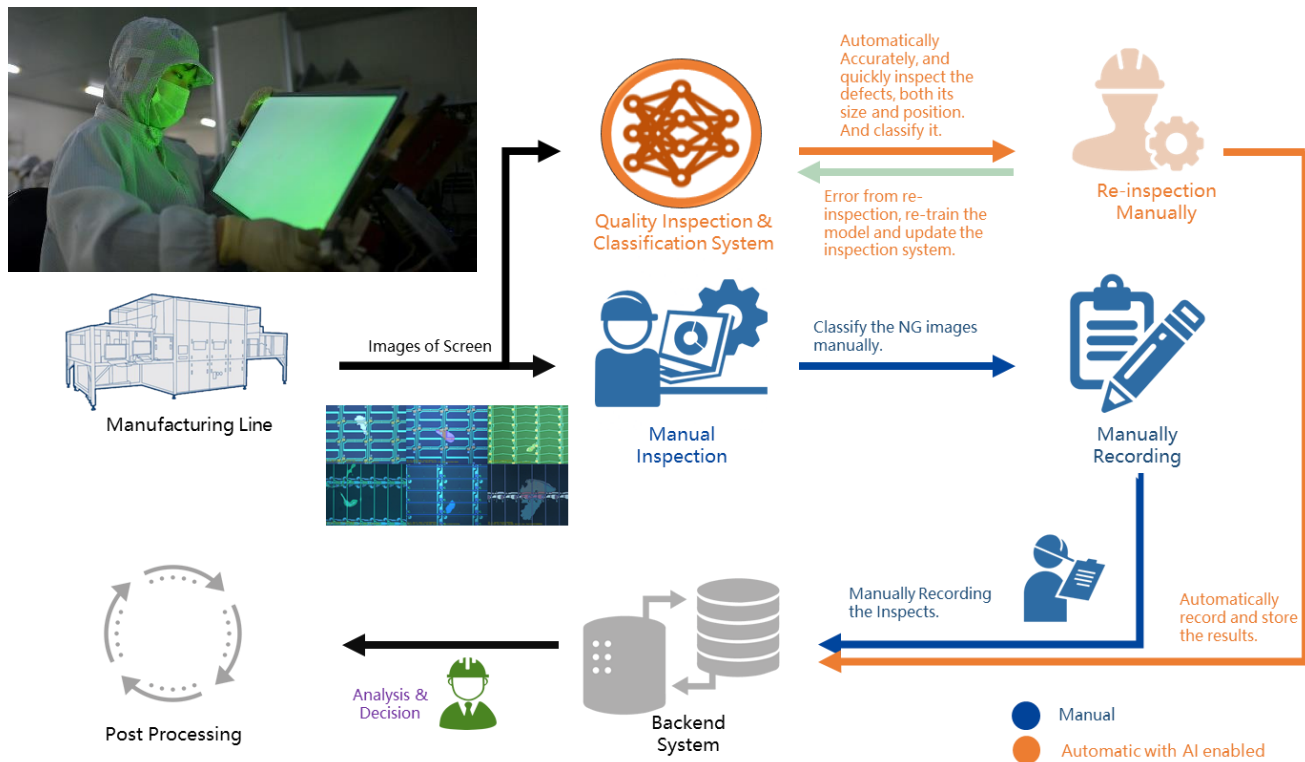 Automatically
Accurately, and
quickly inspect the
defects, both its
size and position.
And classify it.
Quality Inspection &
Classification System
Error from re-
inspection, re-train the
model and update the
inspection system.
Re-inspection
Manually
Images of Screen
Manufacturing Line
Manual
Inspection
Classify the NG images
manually.
Manually
Recording
Manually Recording
the Inspects.
Automatically
record and store
the results.
Analysis &
Decision
Post Processing
Backend
System
Manual
Automatic with AI enabled